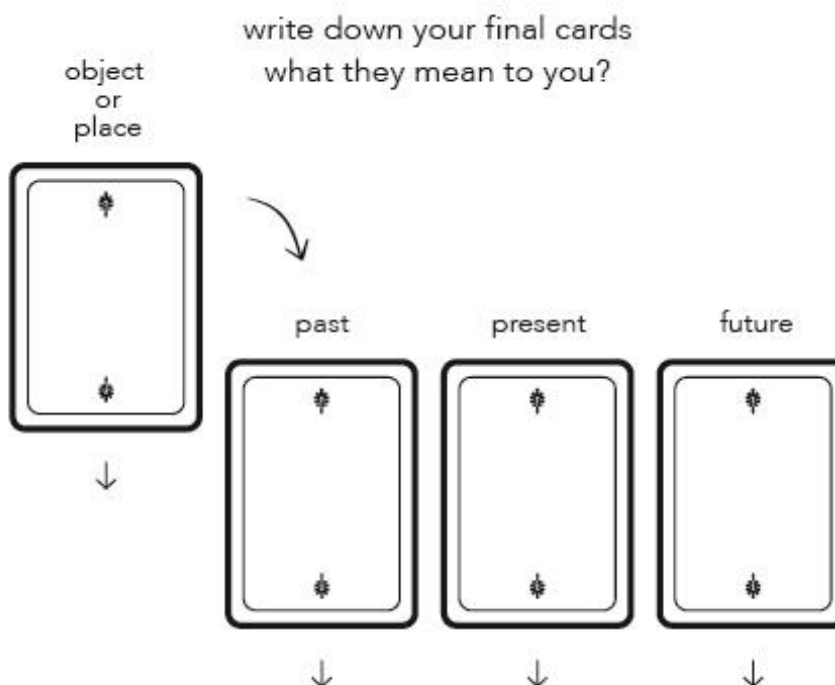 write down your final cards
what they mean to you?
object
or
place
past
present
future